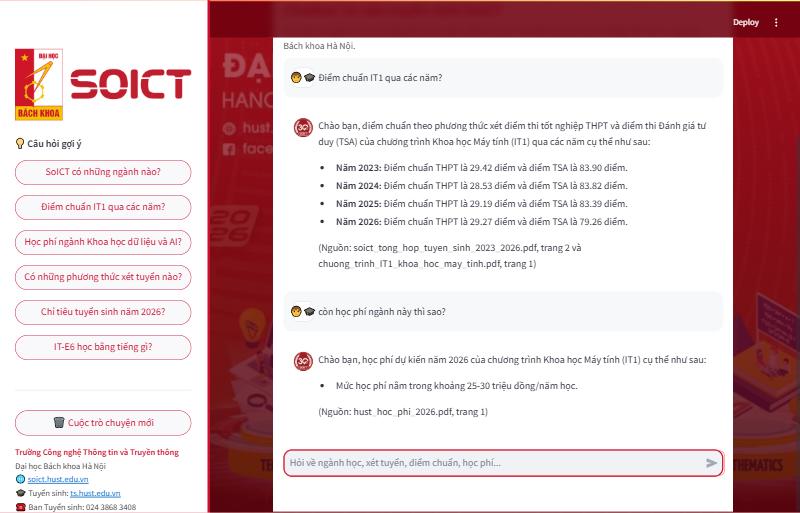 Deploy
ĐẠI HỌC
BÁCH KHOA
SOICT
Câu hỏi gợi ý
SoICT có những ngành nào?
Điểm chuẩn IT1 qua các năm?
Học phí ngành Khoa học dữ liệu và AI?
Có những phương thức xét tuyển nào?
Chỉ tiêu tuyển sinh năm 2026?
IT-E6 học bằng tiếng gì?
Cuộc trò chuyện mới
Trường Công nghệ Thông tin và Truyền thông
Đại học Bách khoa Hà Nội
soict.hust.edu.vn
Tuyển sinh: ts.hust.edu.vn
Ban Tuyển sinh: 024 3868 3408
HANO
hust.
face
2026
Bách khoa Hà Nội.
Điểm chuẩn IT1 qua các năm?
Chào bạn, điểm chuẩn theo phương thức xét điểm thi tốt nghiệp THPT và điểm thi Đánh giá tư
duy (TSA) của chương trình Khoa học Máy tính (IT1) qua các năm cụ thể như sau:
Năm 2023: Điểm chuẩn THPT là 29.42 điểm và điểm TSA là 83.90 điểm.
Năm 2024: Điểm chuẩn THPT là 28.53 điểm và điểm TSA là 83.82 điểm.
Năm 2025: Điểm chuẩn THPT là 29.19 điểm và điểm TSA là 83.39 điểm.
Năm 2026: Điểm chuẩn THPT là 29.27 điểm và điểm TSA là 79.26 điểm.
(Nguồn: soict_tong_hop_tuyen_sinh_2023_2026.pdf, trang 2 và
chuong_trinh_IT1_khoa_hoc_may_tinh.pdf, trang 1)
còn học phí ngành này thì sao?
Chào bạn, học phí dự kiến năm 2026 của chương trình Khoa học Máy tính (IT1) cụ thể như sau:
Mức học phí nằm trong khoảng 25-30 triệu đồng/năm học.
(Nguồn: hust_hoc_phi_2026.pdf, trang 1)
Hỏi về ngành học, xét tuyển, điểm chuẩn, học phí...